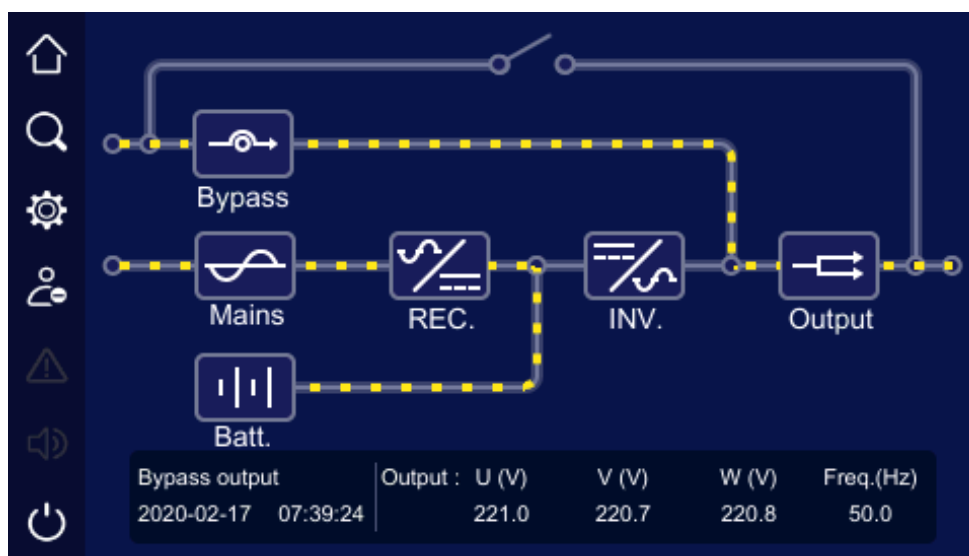 Bypass
Mains
REC.
INV.
Output
Batt.
Bypass output
Output : U (V) V (V) W (V) Freq.(Hz)
2020-02-17 07:39:24 221.0 220.7 220.8 50.0